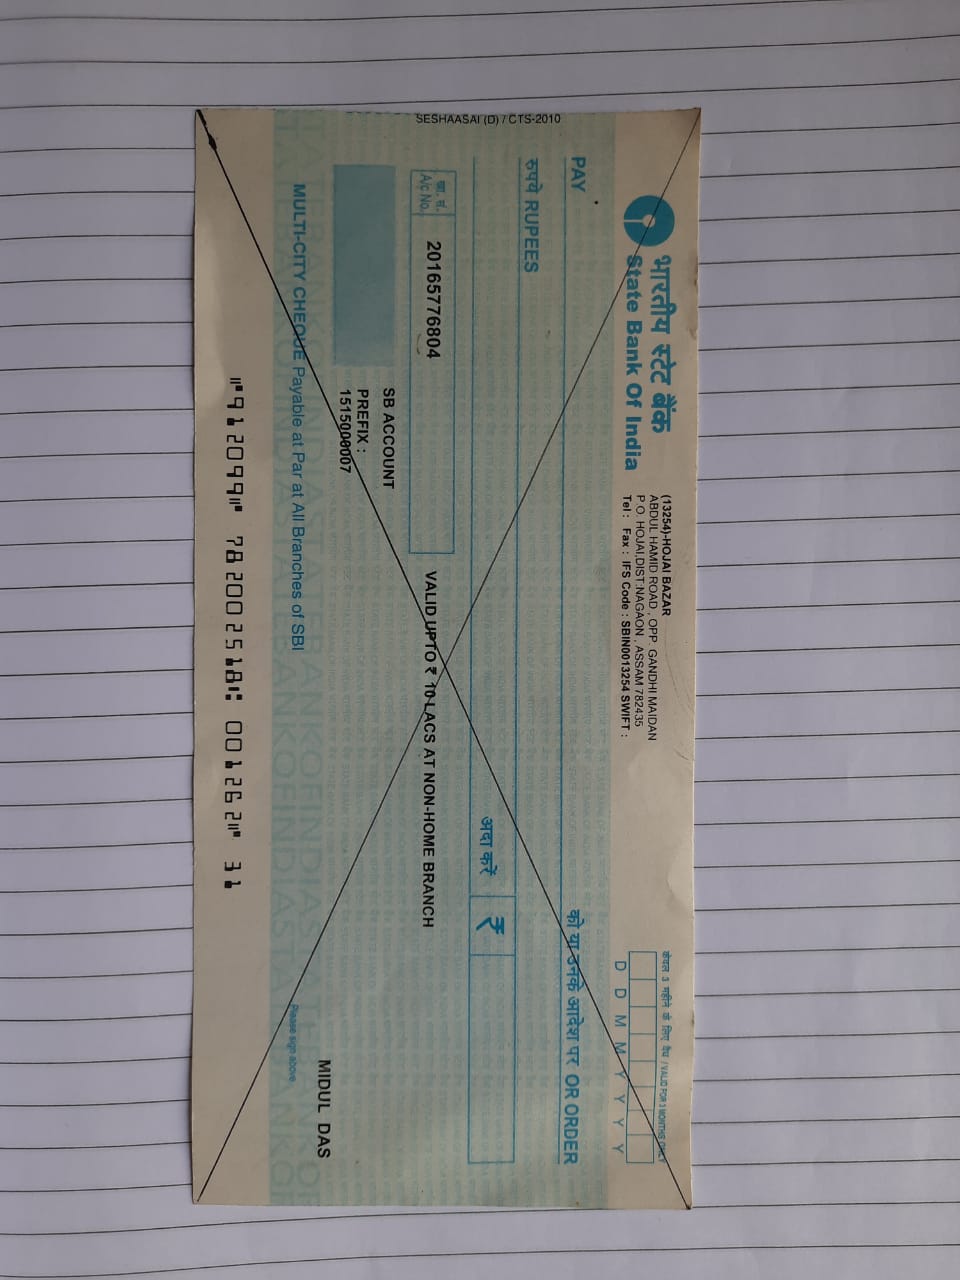 भारतीय स्टेट बैंक
State Bank Of India
(13254)-HOJAI BAZAR
ABDUL HAMID ROAD , OPP. GANDHI MAIDAN
P.O. HOJAI,DIST:NAGAON , ASSAM 782435
Tel : Fax : IFS Code : SBIN0013254 SWIFT :
केवल 3 महीने के लिए वैध / VALID FOR 3 MONTHS ONLY
D D M M Y Y Y Y
PAY
को या उनके आदेश पर OR ORDER
रुपये RUPEES
अदा करें
₹
खा. सं.
A/c No.
20165776804
VALID UPTO ₹ 10 LACS AT NON-HOME BRANCH
SB ACCOUNT
PREFIX :
1515000007
MIDUL DAS
MULTI-CITY CHEQUE Payable at Par at All Branches of SBI
Please sign above
⑈912099⑈ 782002518⑆ 001262⑈ 31
SESHAASAI (D) / CTS-2010